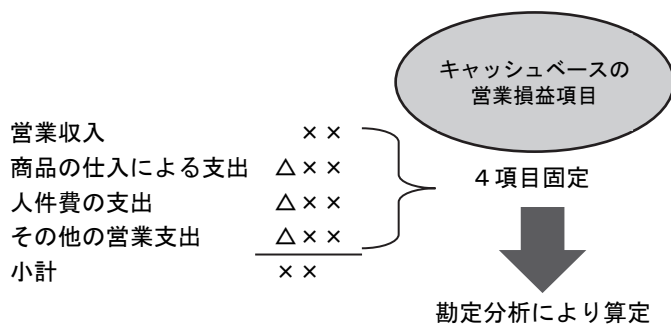 キャッシュベースの
営業損益項目
営業収入 ××
商品の仕入による支出 △××
人件費の支出 △××
その他の営業支出 △××
小計 ××
4項目固定
勘定分析により算定